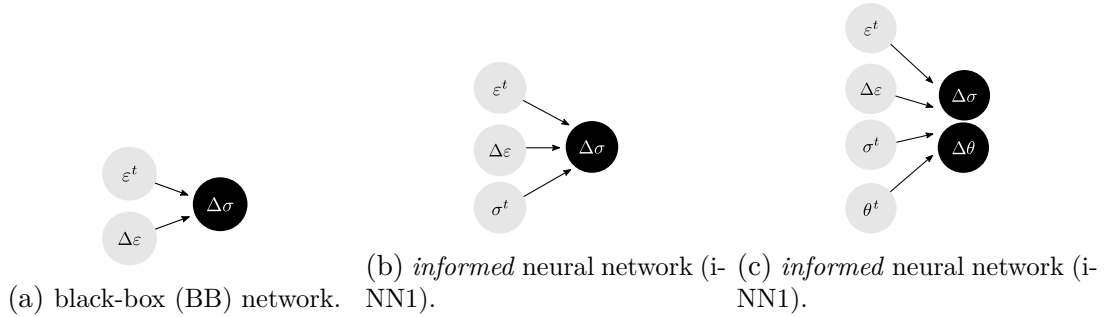 ε^t
Δε
Δσ
(a) black-box (BB) network.
ε^t
Δε
σ^t
Δσ
(b) informed neural network (i-
NN1).
ε^t
Δε
σ^t
θ^t
Δσ
Δθ
(c) informed neural network (i-
NN1).